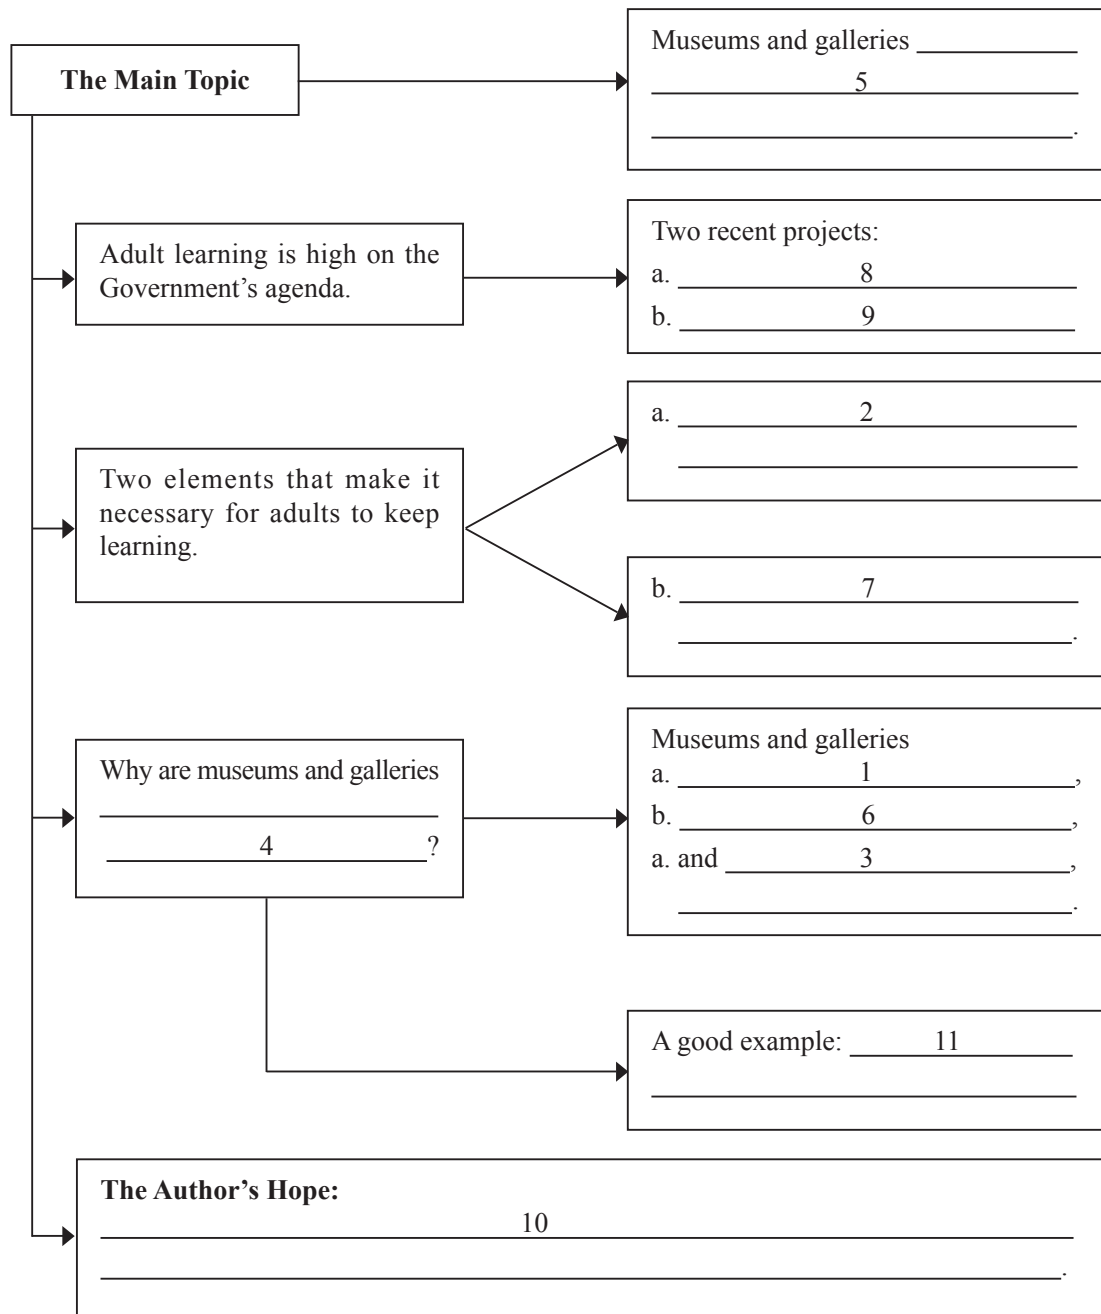 The Main Topic
Museums and galleries
5
.
Adult learning is high on the
Government's agenda.
Two recent projects:
a. 8
b. 9
Two elements that make it
necessary for adults to keep
learning.
a. 2
b. 7
.
Why are museums and galleries
4 ?
Museums and galleries
a. 1 ,
b. 6 ,
a. and 3 ,
.
A good example: 11
The Author's Hope:
10
.